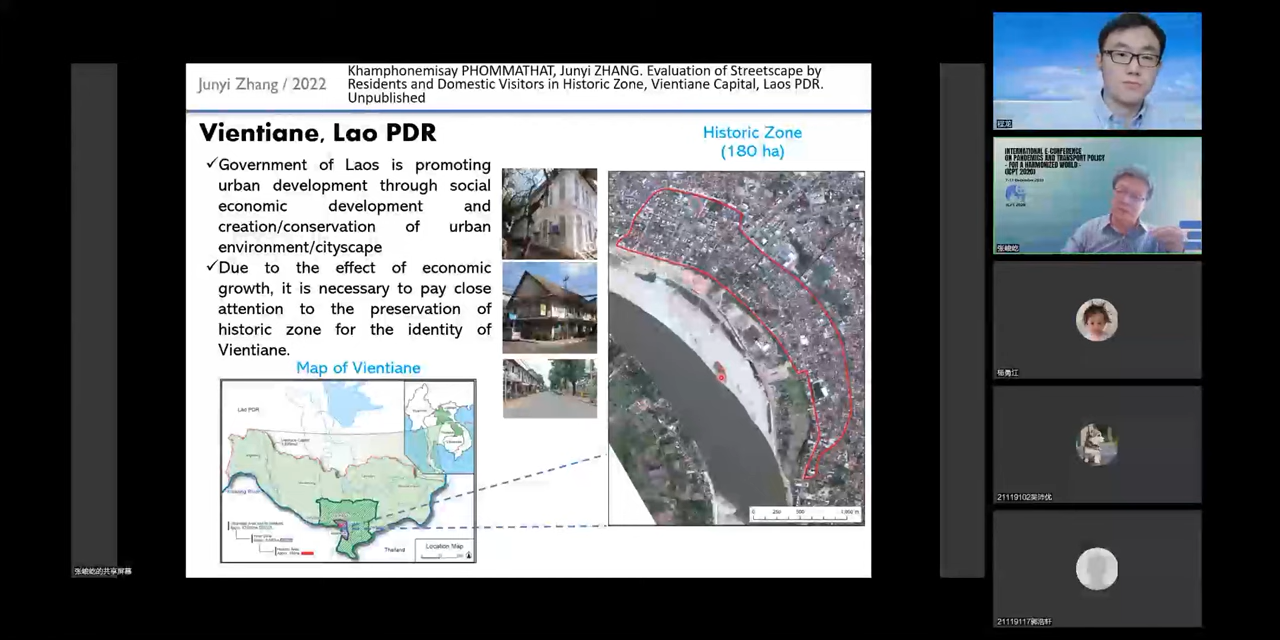 Junyi Zhang / 2022
Khamphonemisay PHOMMATHAT, Junyi ZHANG. Evaluation of Streetscape by
Residents and Domestic Visitors in Historic Zone, Vientiane Capital, Laos PDR.
Unpublished
Vientiane, Lao PDR
✓Government of Laos is promoting
urban development through social
economic development and
creation/conservation of urban
environment/cityscape
✓Due to the effect of economic
growth, it is necessary to pay close
attention to the preservation of
historic zone for the identity of
Vientiane.
Map of Vientiane
Lao PDR
Thailand
Location Map
Historic Zone
(180 ha)
张峻屹的共享屏幕
INTERNATIONAL E-CONFERENCE
ON PANDEMICS AND TRANSPORT POLICY
- FOR A HARMONIZED WORLD -
(ICPT 2020)
张峻屹
杨勇江